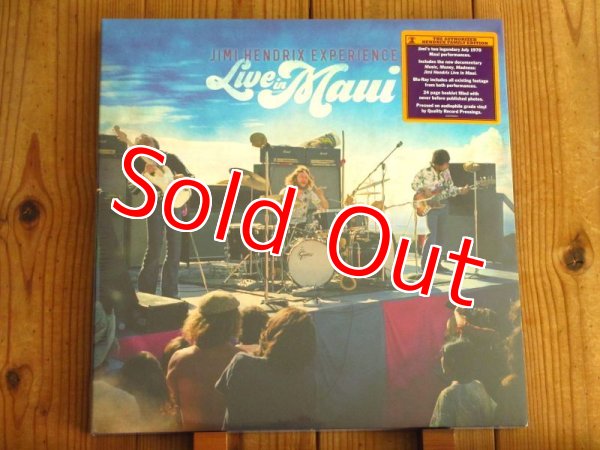 JIMI HENDRIX EXPERIENCE
Live in Maui
THE AUTHORIZED
HENDRIX FAMILY EDITION
Jimi's two legendary July 1970
Maui performances.
Includes the new documentary
Music, Money, Madness:
Jimi Hendrix Live In Maui.
Blu-Ray includes all existing footage
from both performances.
24 page booklet filled with
never before published photos.
Pressed on audiophile grade vinyl
by Quality Record Pressings.
Sold Out